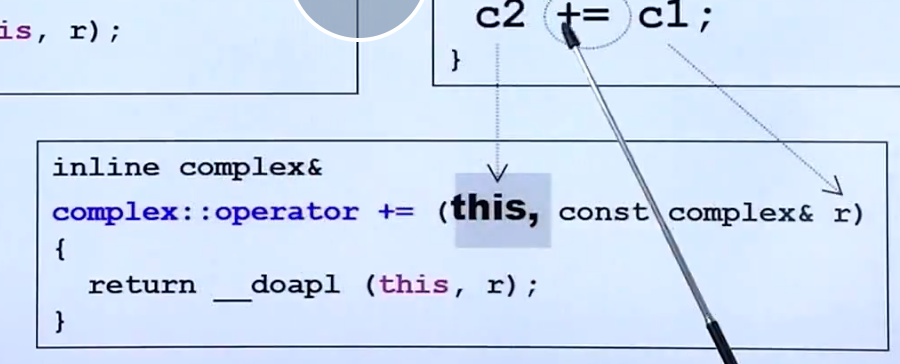 is, r);
c2 += c1;
}
inline complex&
complex::operator += (this, const complex& r)
{
return __doapl (this, r);
}